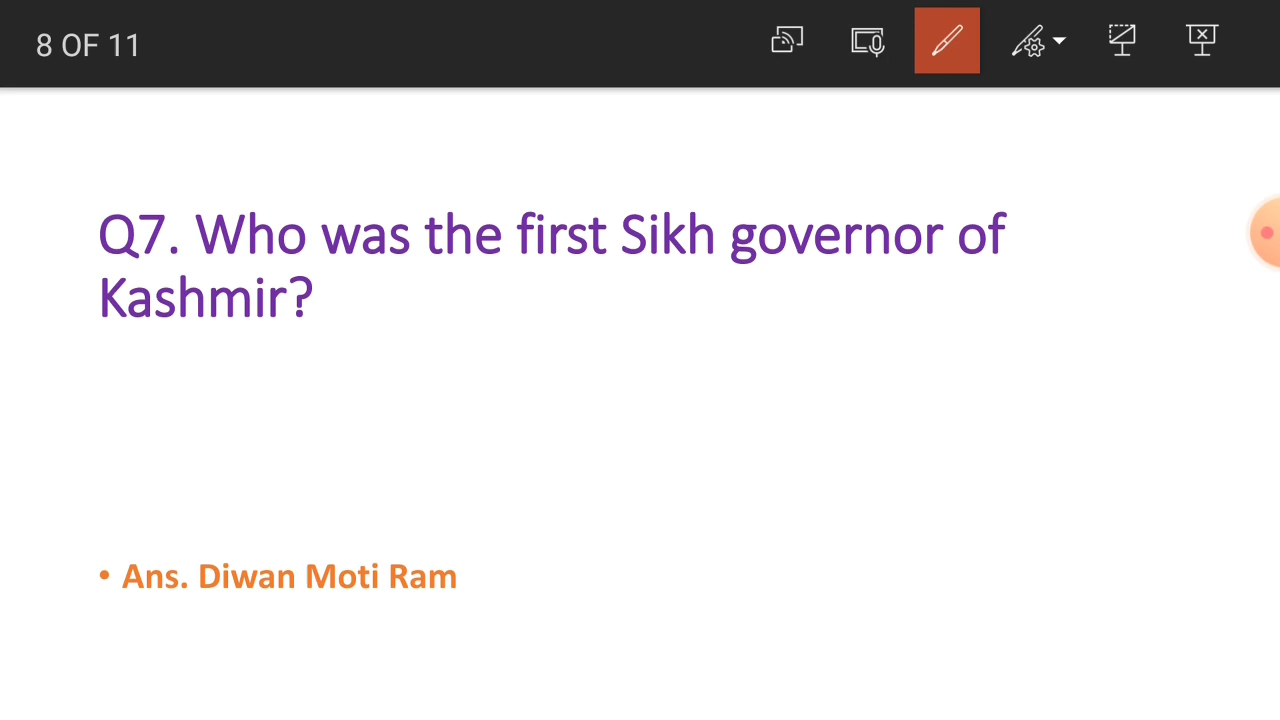 8 OF 11
Q7. Who was the first Sikh governor of
Kashmir?
• Ans. Diwan Moti Ram